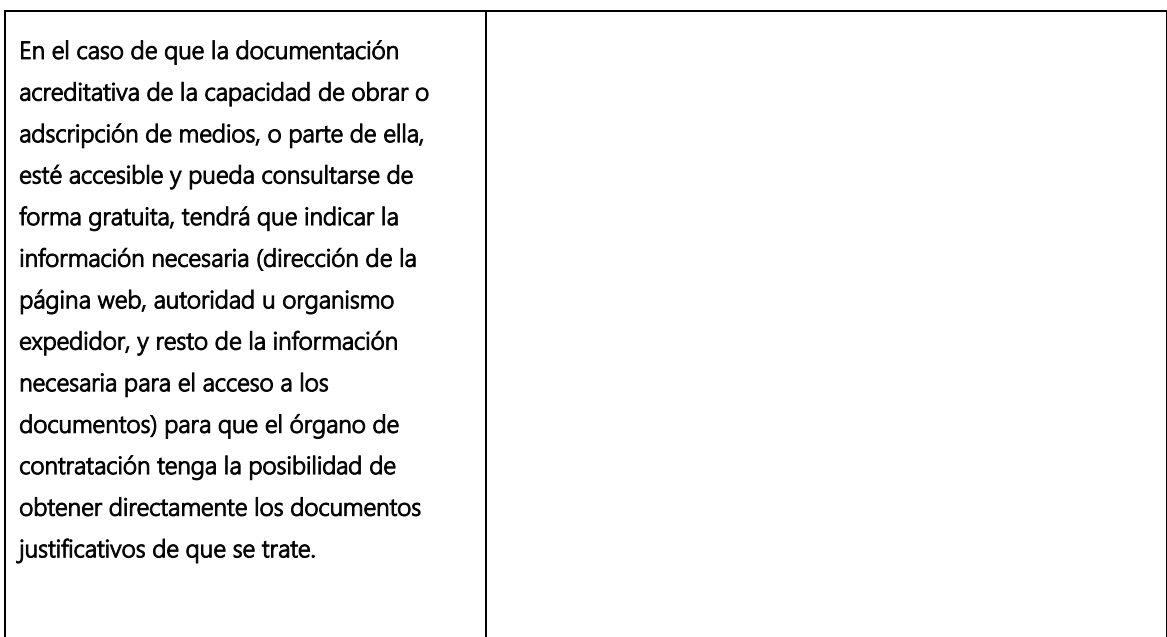 En el caso de que la documentación
acreditativa de la capacidad de obrar o
adscripción de medios, o parte de ella,
esté accesible y pueda consultarse de
forma gratuita, tendrá que indicar la
información necesaria (dirección de la
página web, autoridad u organismo
expedidor, y resto de la información
necesaria para el acceso a los
documentos) para que el órgano de
contratación tenga la posibilidad de
obtener directamente los documentos
justificativos de que se trate.